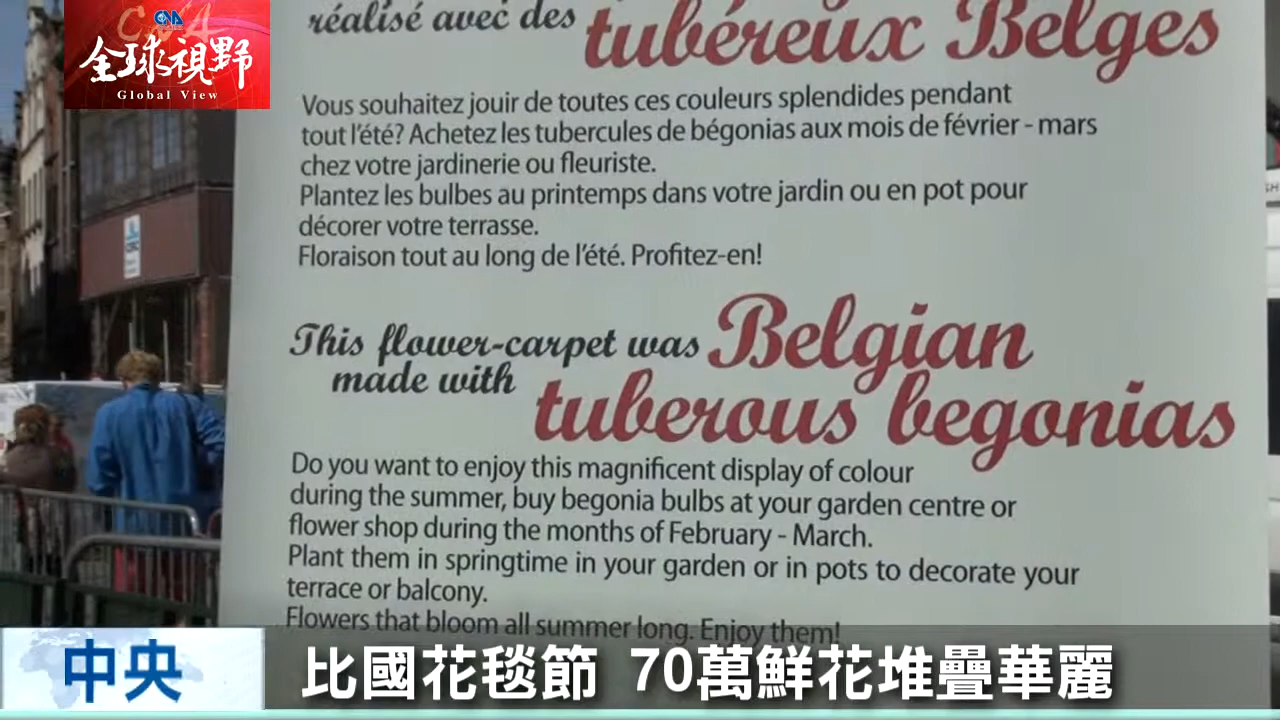 CNA
全球視野
Global View
réalisé avec des
tubéreux Belges
Vous souhaitez jouir de toutes ces couleurs splendides pendant
tout l'été? Achetez les tubercules de bégonias aux mois de février - mars
chez votre jardinerie ou fleuriste.
Plantez les bulbes au printemps dans votre jardin ou en pot pour
décorer votre terrasse.
Floraison tout au long de l'été. Profitez-en!
This flower-carpet was Belgian
made with tuberous begonias
Do you want to enjoy this magnificent display of colour
during the summer, buy begonia bulbs at your garden centre or
flower shop during the months of February - March.
Plant them in springtime in your garden or in pots to decorate your
terrace or balcony.
Flowers that bloom all summer long. Enjoy them!
中央
比國花毯節 70萬鮮花堆疊華麗